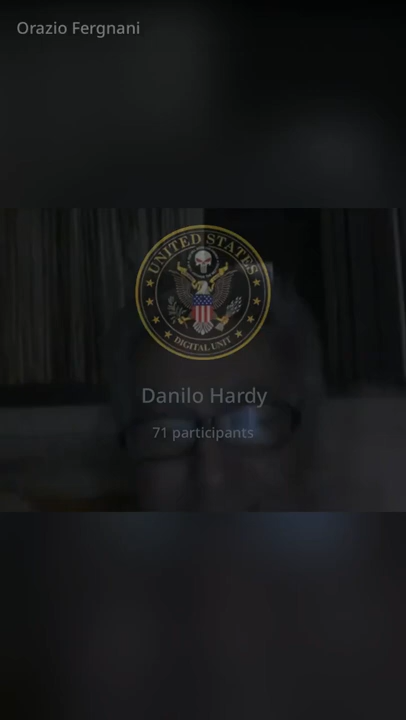 Orazio Fergnani
UNITED STATES
DIGITAL UNIT
Danilo Hardy
71 participants